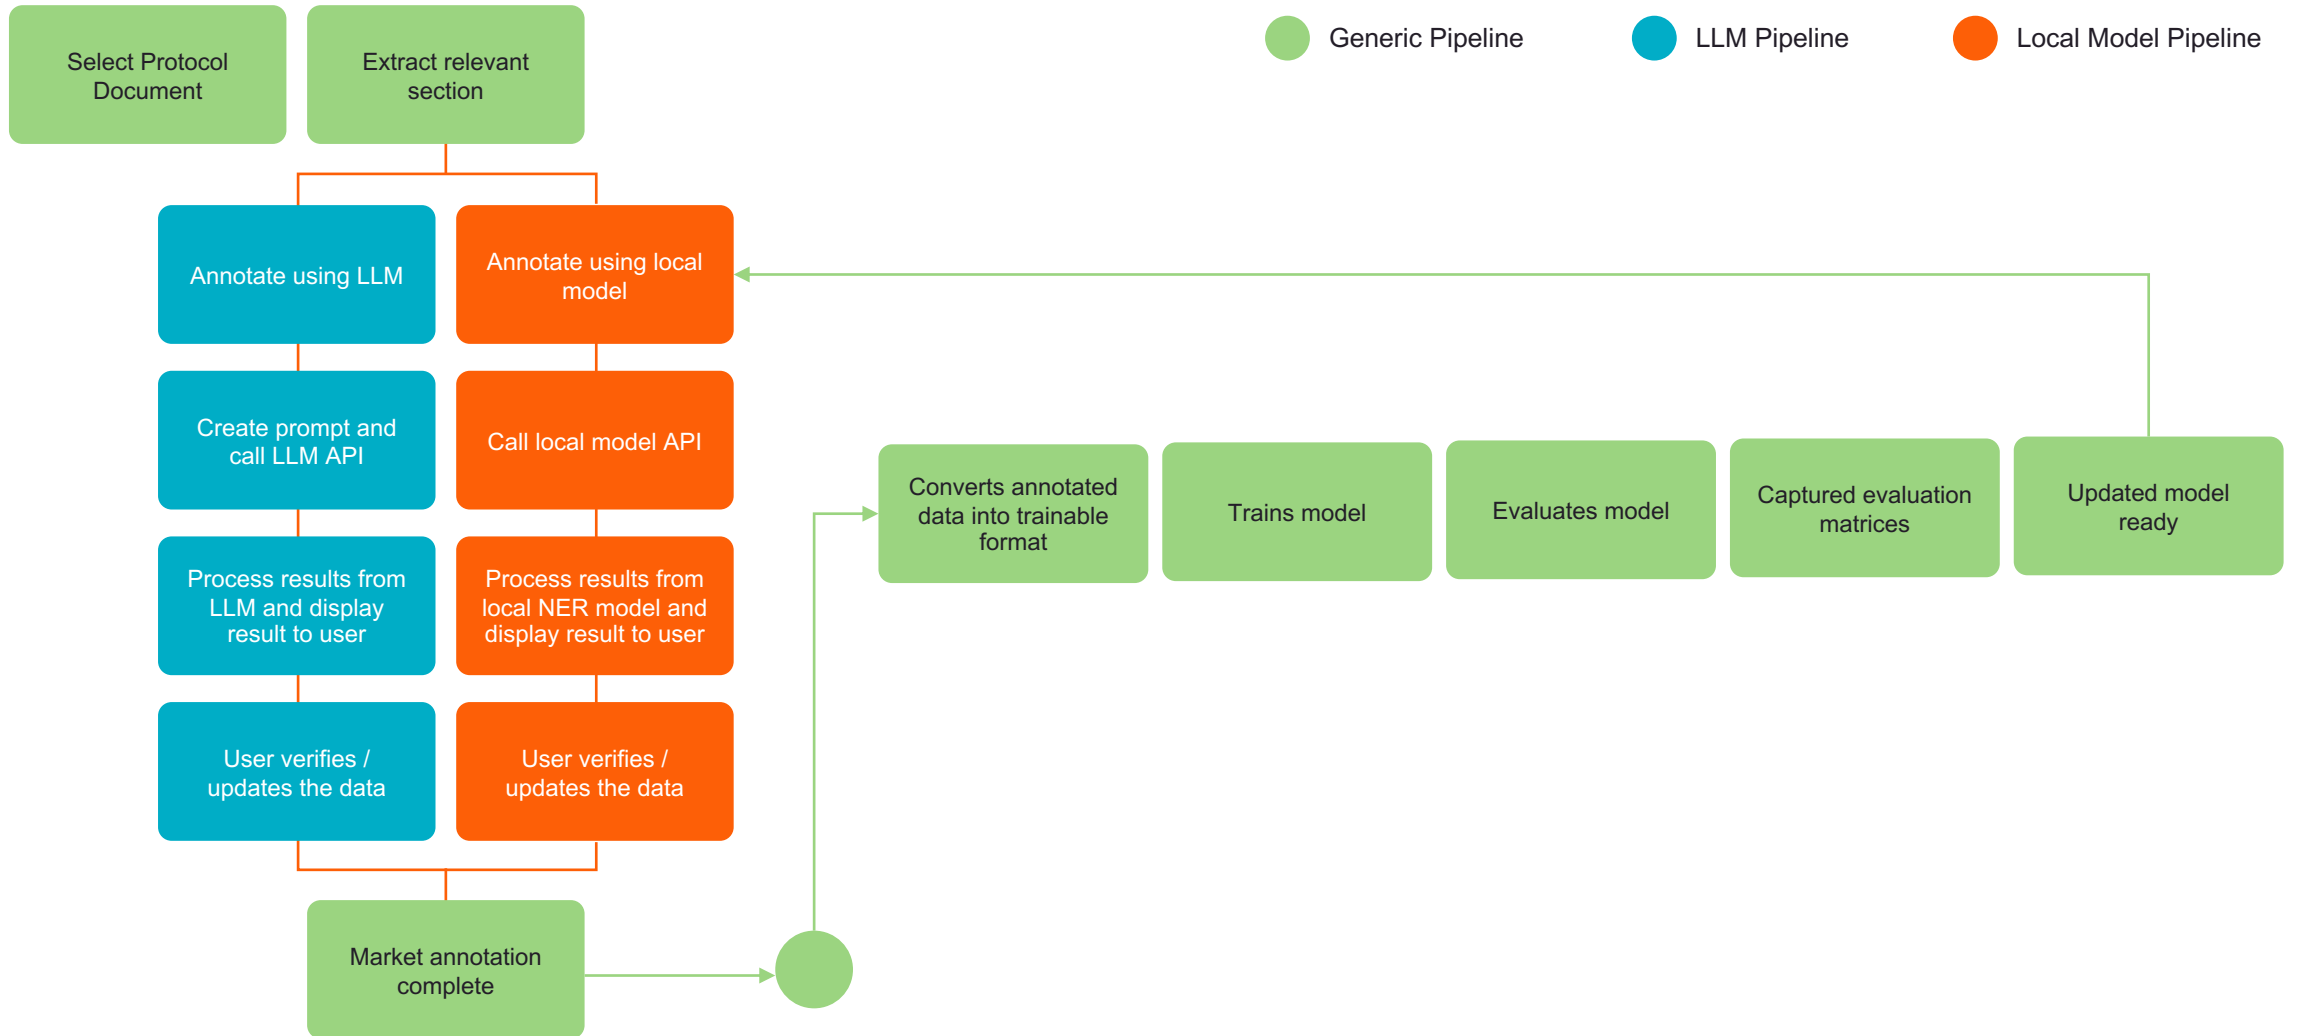 Select Protocol
Document
Extract relevant
section
Generic Pipeline
LLM Pipeline
Local Model Pipeline
Annotate using LLM
Annotate using local
model
Create prompt and
call LLM API
Call local model API
Process results from
LLM and display
result to user
Process results from
local NER model and
display result to user
User verifies /
updates the data
User verifies /
updates the data
Market annotation
complete
Converts annotated
data into trainable
format
Trains model
Evaluates model
Captured evaluation
matrices
Updated model
ready